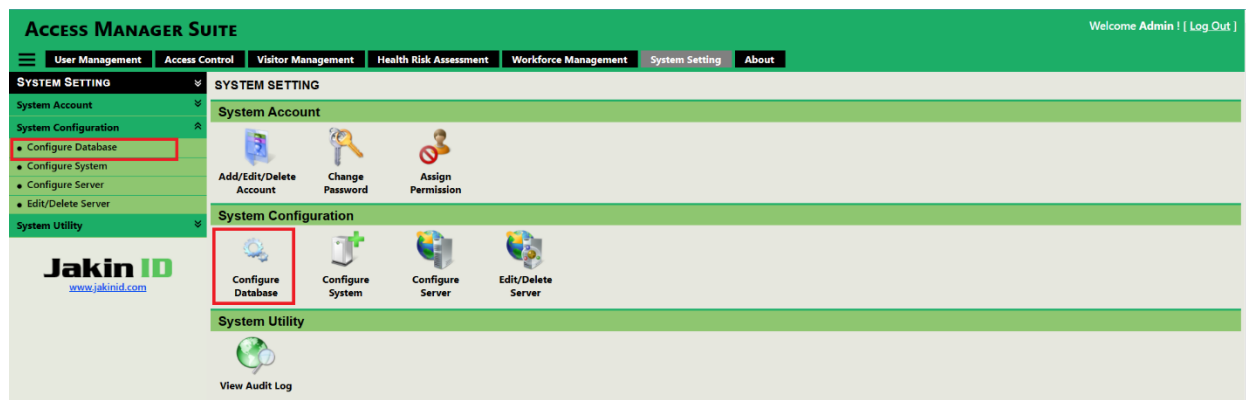 ACCESS MANAGER SUITE
Welcome Admin ! [ Log Out ]
User Management Access Control Visitor Management Health Risk Assessment Workforce Management System Setting About
SYSTEM SETTING
System Account
System Configuration
Configure Database
Configure System
Configure Server
Edit/Delete Server
System Utility
Jakin ID
www.jakinid.com
SYSTEM SETTING
System Account
Add/Edit/Delete Account
Change Password
Assign Permission
System Configuration
Configure Database
Configure System
Configure Server
Edit/Delete Server
System Utility
View Audit Log